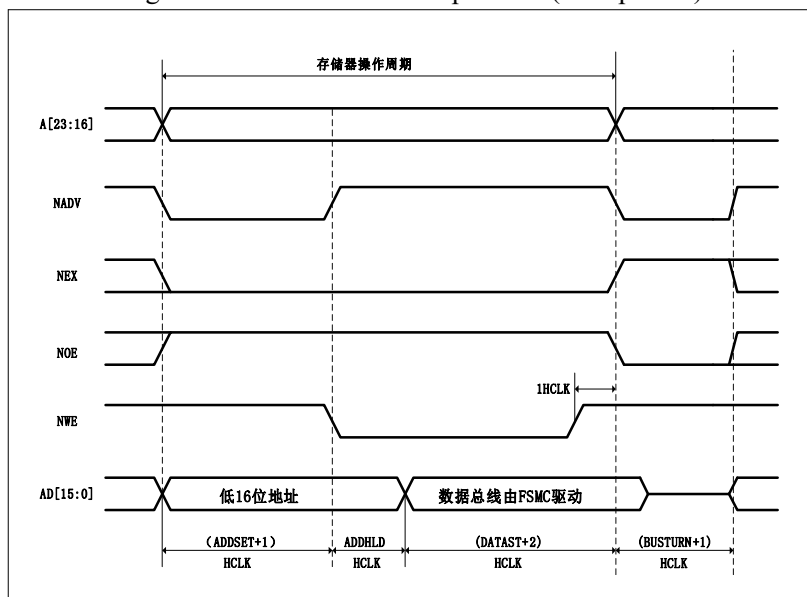 存储器操作周期
A[23:16]
NADV
NEX
NOE
1HCLK
NWE
AD[15:0]
低16位地址
数据总线由FSMC驱动
(ADDSET+1)
ADDHLD
(DATAST+2)
(BUSTURN+1)
HCLK
HCLK
HCLK
HCLK